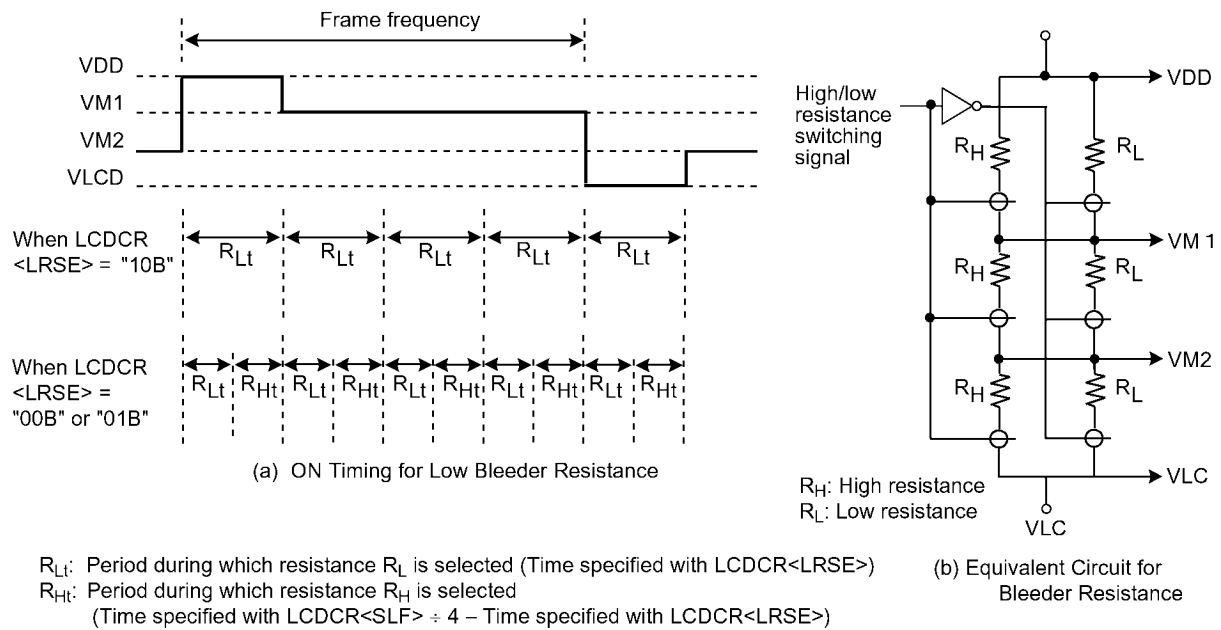 Frame frequency
VDD
VM1
VM2
VLCD
When LCDCR
<LRSE> = "10B"
RLt RLt RLt RLt RLt
When LCDCR
<LRSE> =
"00B" or "01B"
RLt RHt RLt RHt RLt RHt RLt RHt RLt RHt
(a) ON Timing for Low Bleeder Resistance
High/low
resistance
switching
signal
VDD
RH RL
VM 1
RH RL
VM2
RH RL
VLC
RH: High resistance
RL: Low resistance
VLC
(b) Equivalent Circuit for
Bleeder Resistance
RLt: Period during which resistance RL is selected (Time specified with LCDCR<LRSE>)
RHt: Period during which resistance RH is selected
(Time specified with LCDCR<SLF> ÷ 4 – Time specified with LCDCR<LRSE>)